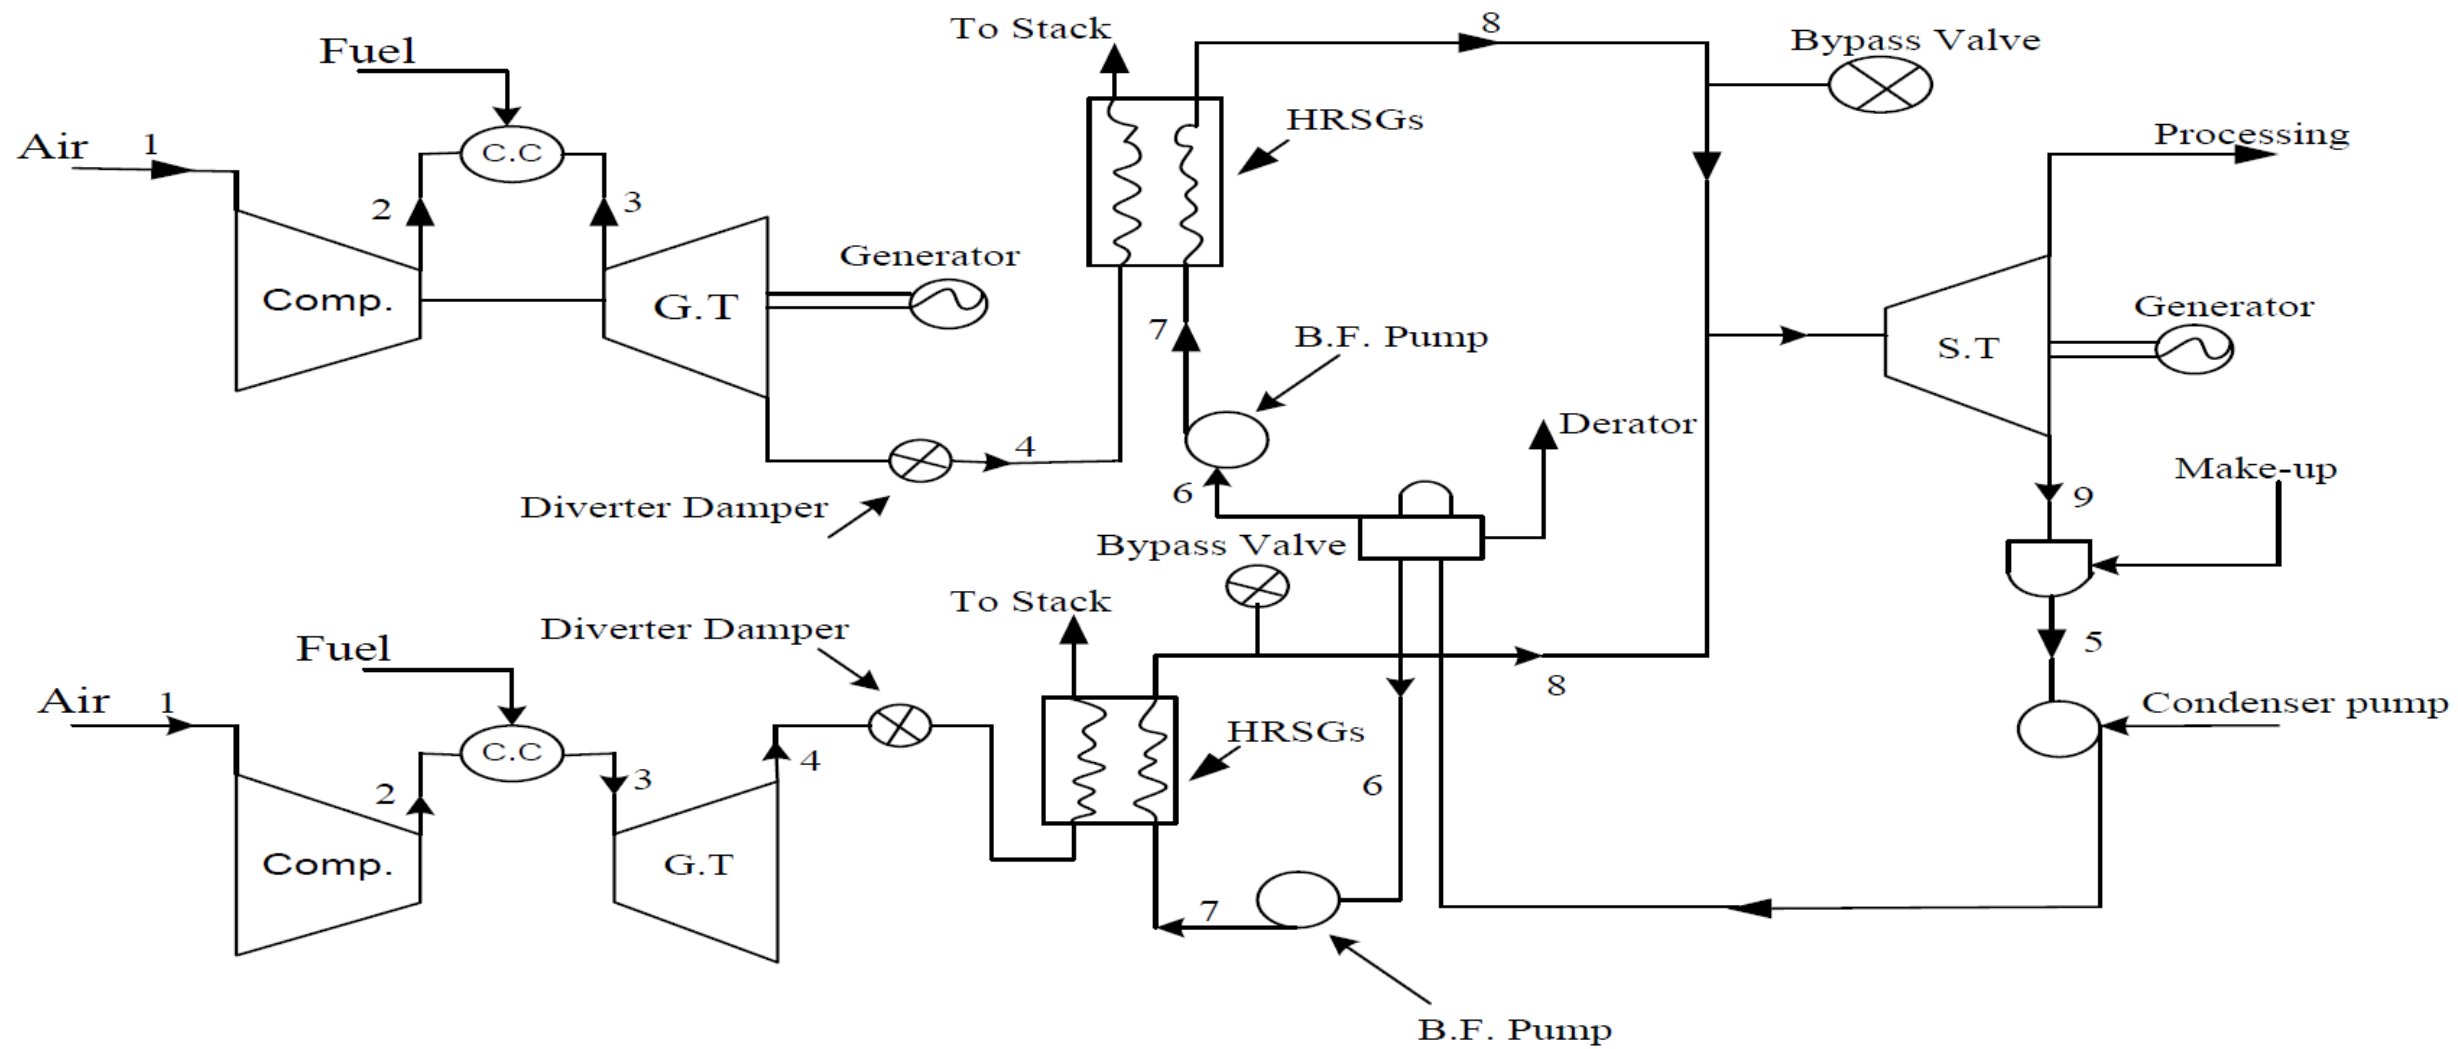 To Stack
8
Fuel
Bypass Valve
HRSGs
Processing
Air
1
C.C
2
3
Generator
Comp.
G.T
7
B.F. Pump
Generator
S.T
Derator
4
6
Make-up
9
Diverter Damper
Bypass Valve
To Stack
Diverter Damper
Fuel
5
8
Air
1
Condenser pump
HRSGs
C.C
4
3
2
6
Comp.
G.T
7
B.F. Pump